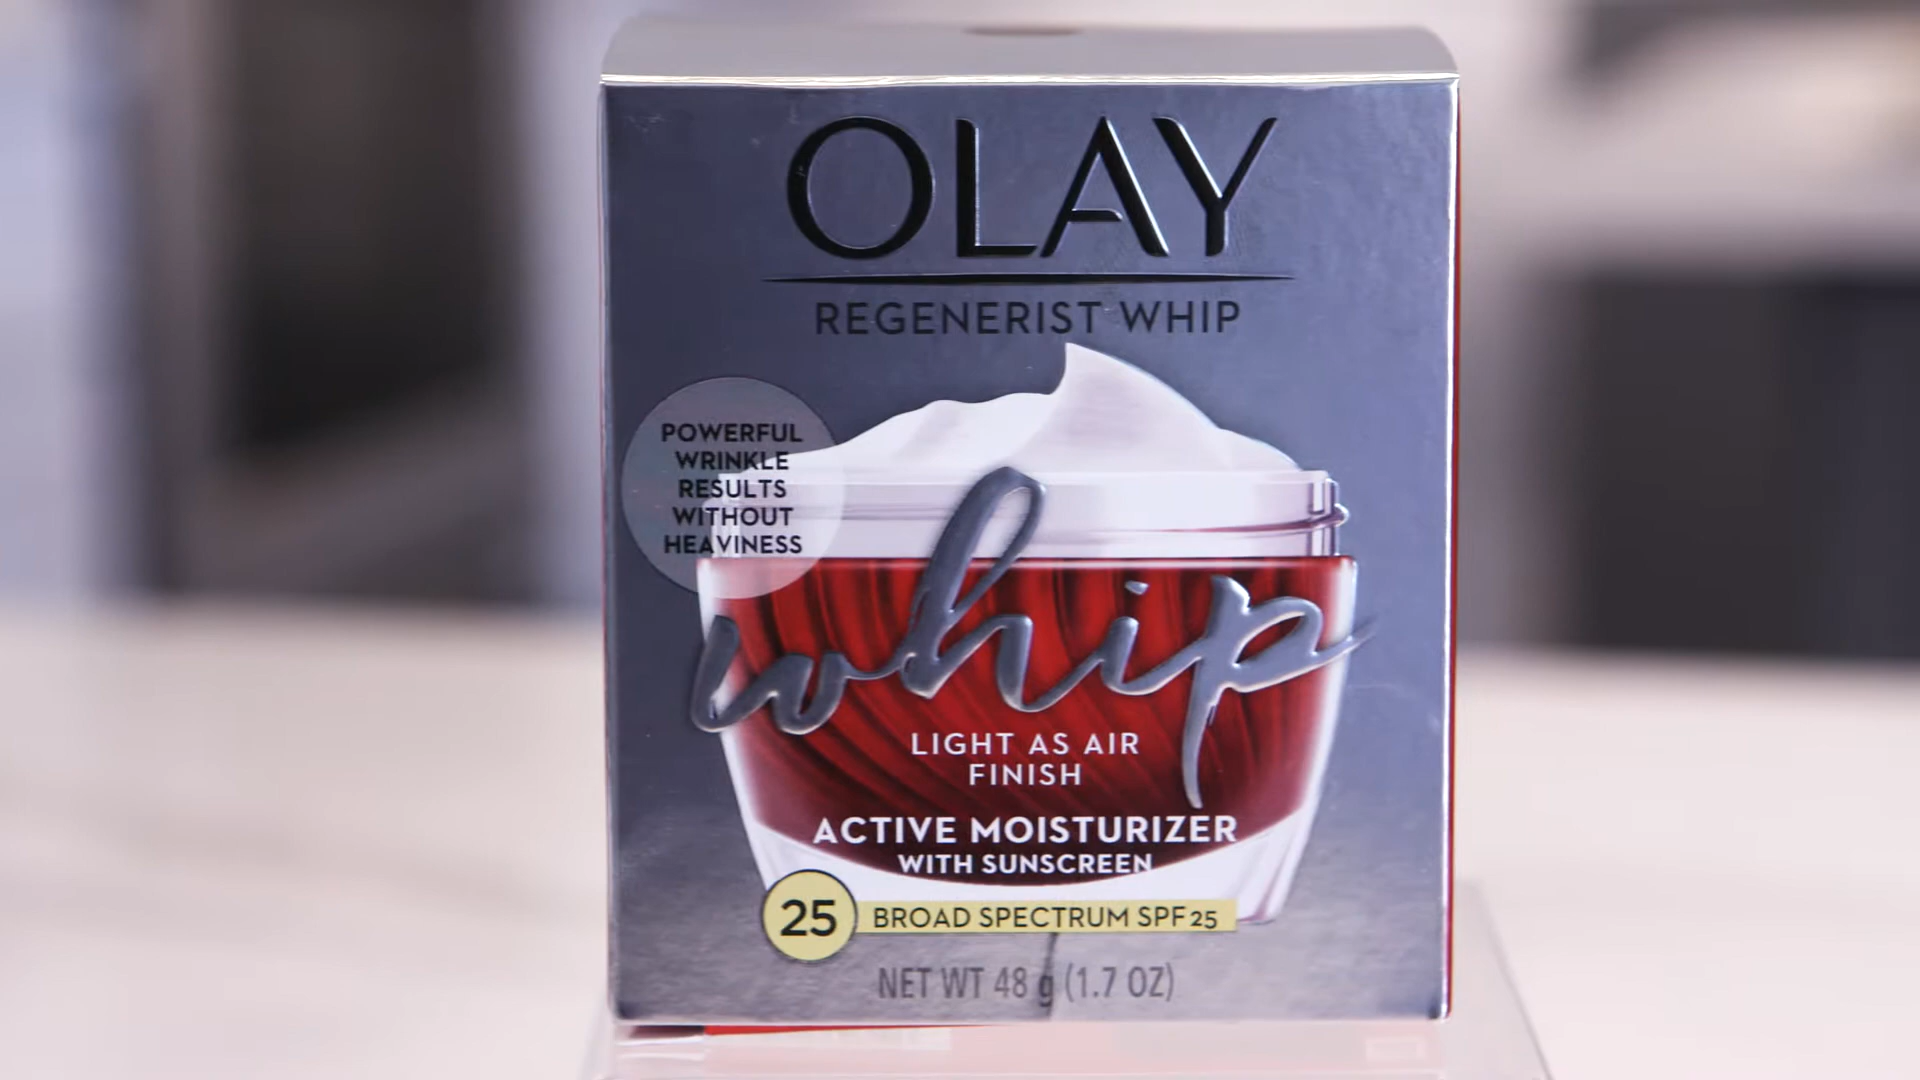 OLAY
REGENERIST WHIP
POWERFUL
WRINKLE
RESULTS
WITHOUT
HEAVINESS
whip
LIGHT AS AIR
FINISH
ACTIVE MOISTURIZER
WITH SUNSCREEN
25 BROAD SPECTRUM SPF 25
NET WT 48 g (1.7 OZ)